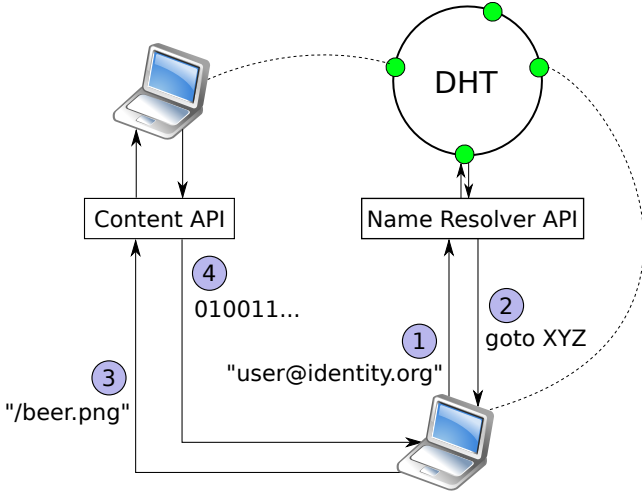 DHT
Content API
Name Resolver API
4
010011...
2
goto XYZ
1
"user@identity.org"
3
"/beer.png"